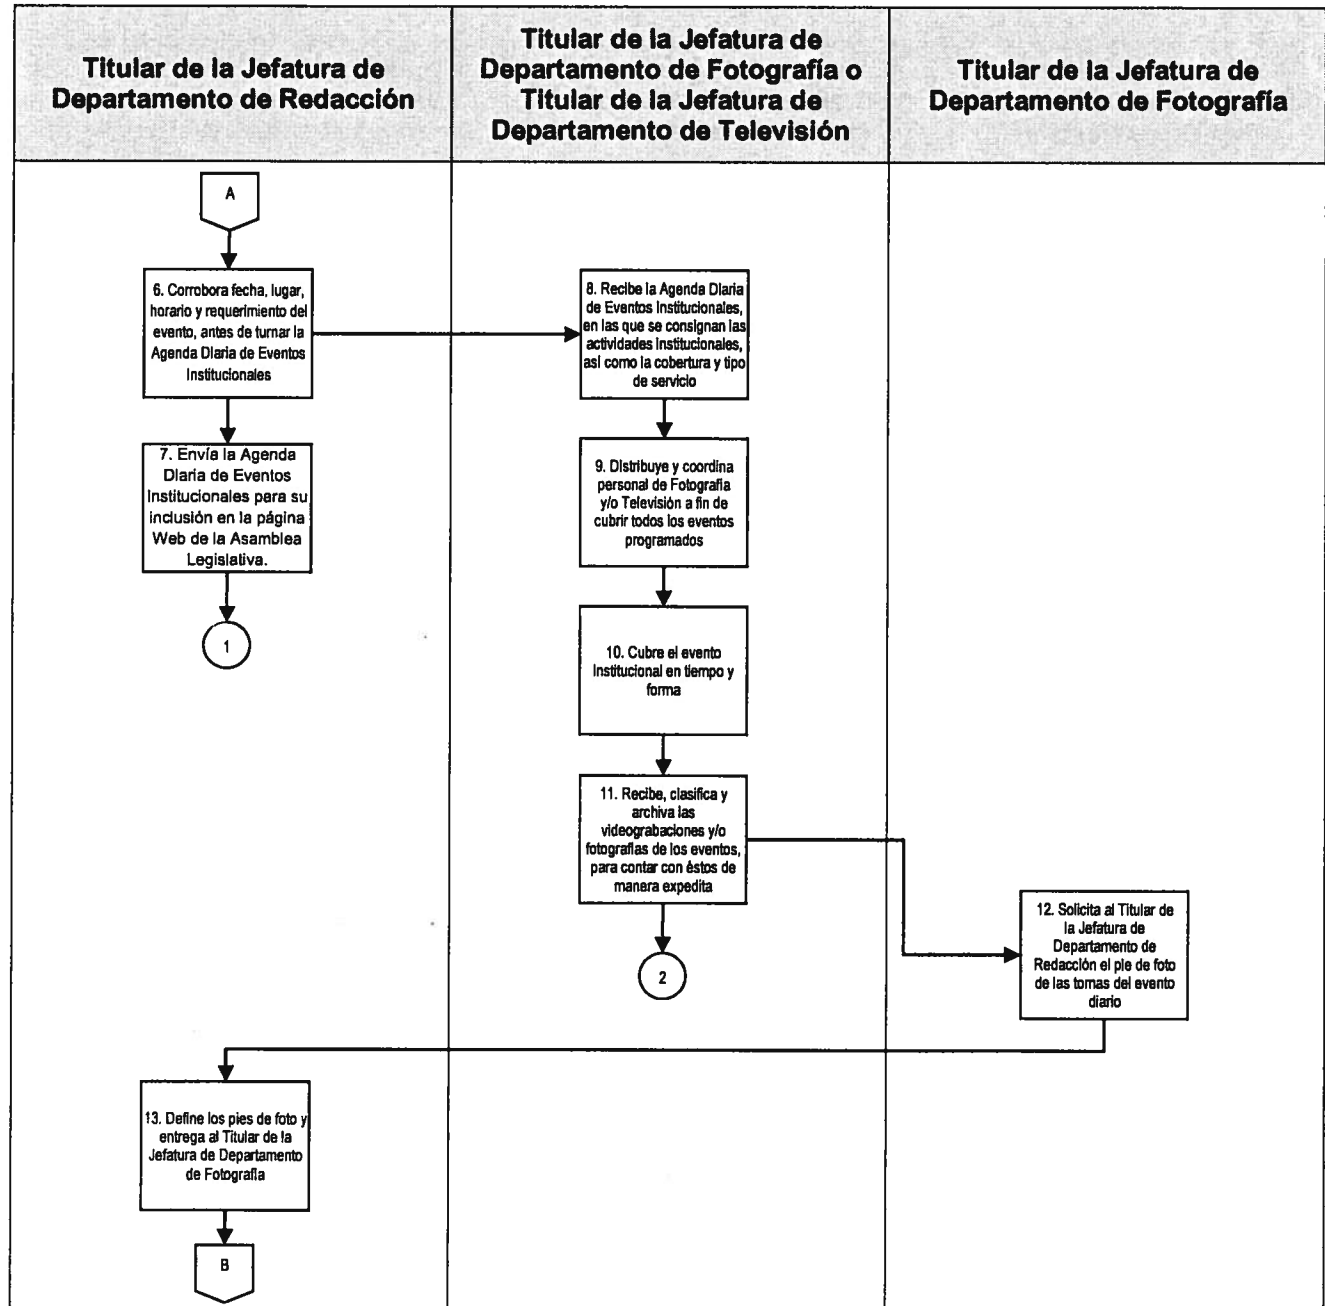 Titular de la Jefatura de
Departamento de Redacción
Titular de la Jefatura de
Departamento de Fotografía o
Titular de la Jefatura de
Departamento de Televisión
Titular de la Jefatura de
Departamento de Fotografía
A
6. Corrobora fecha, lugar,
horario y requerimiento del
evento, antes de turnar la
Agenda Diaria de Eventos
Institucionales
7. Envía la Agenda
Diaria de Eventos
Institucionales para su
inclusión en la página
Web de la Asamblea
Legislativa.
1
8. Recibe la Agenda Diaria
de Eventos Institucionales,
en las que se consignan las
actividades Institucionales,
así como la cobertura y tipo
de servicio
9. Distribuye y coordina
personal de Fotografía
y/o Televisión a fin de
cubrir todos los eventos
programados
10. Cubre el evento
Institucional en tiempo y
forma
11. Recibe, clasifica y
archiva las
videograbaciones y/o
fotografías de los eventos,
para contar con éstos de
manera expedita
2
12. Solicita al Titular de
la Jefatura de
Departamento de
Redacción el pie de foto
de las tomas del evento
diario
13. Define los pies de foto y
entrega al Titular de la
Jefatura de Departamento
de Fotografía
B